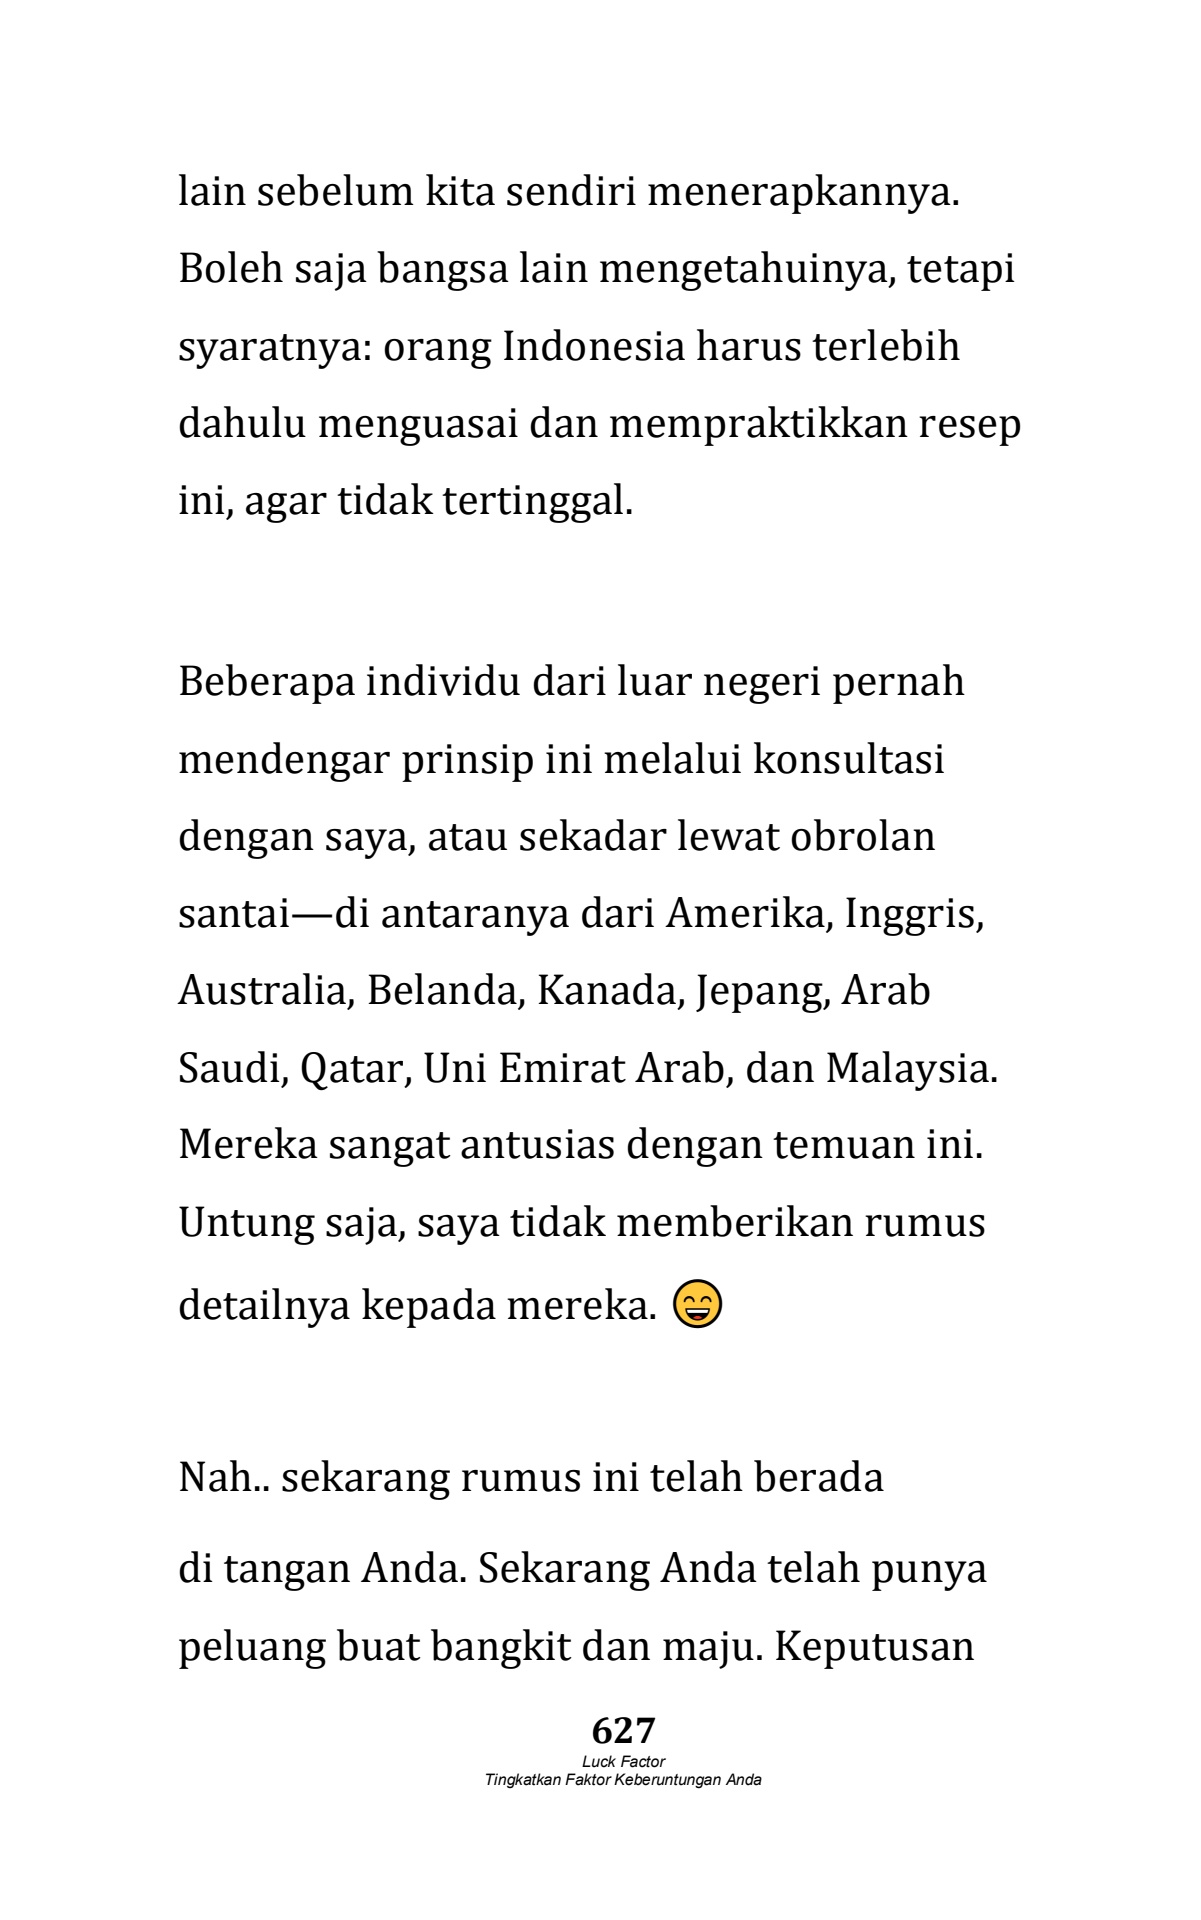 lain sebelum kita sendiri menerapkannya.
Boleh saja bangsa lain mengetahuinya, tetapi
syaratnya: orang Indonesia harus terlebih
dahulu menguasai dan mempraktikkan resep
ini, agar tidak tertinggal.
Beberapa individu dari luar negeri pernah
mendengar prinsip ini melalui konsultasi
dengan saya, atau sekadar lewat obrolan
santai—di antaranya dari Amerika, Inggris,
Australia, Belanda, Kanada, Jepang, Arab
Saudi, Qatar, Uni Emirat Arab, dan Malaysia.
Mereka sangat antusias dengan temuan ini.
Untung saja, saya tidak memberikan rumus
detailnya kepada mereka. 😄
Nah.. sekarang rumus ini telah berada
di tangan Anda. Sekarang Anda telah punya
peluang buat bangkit dan maju. Keputusan
627
Luck Factor
Tingkatkan Faktor Keberuntungan Anda